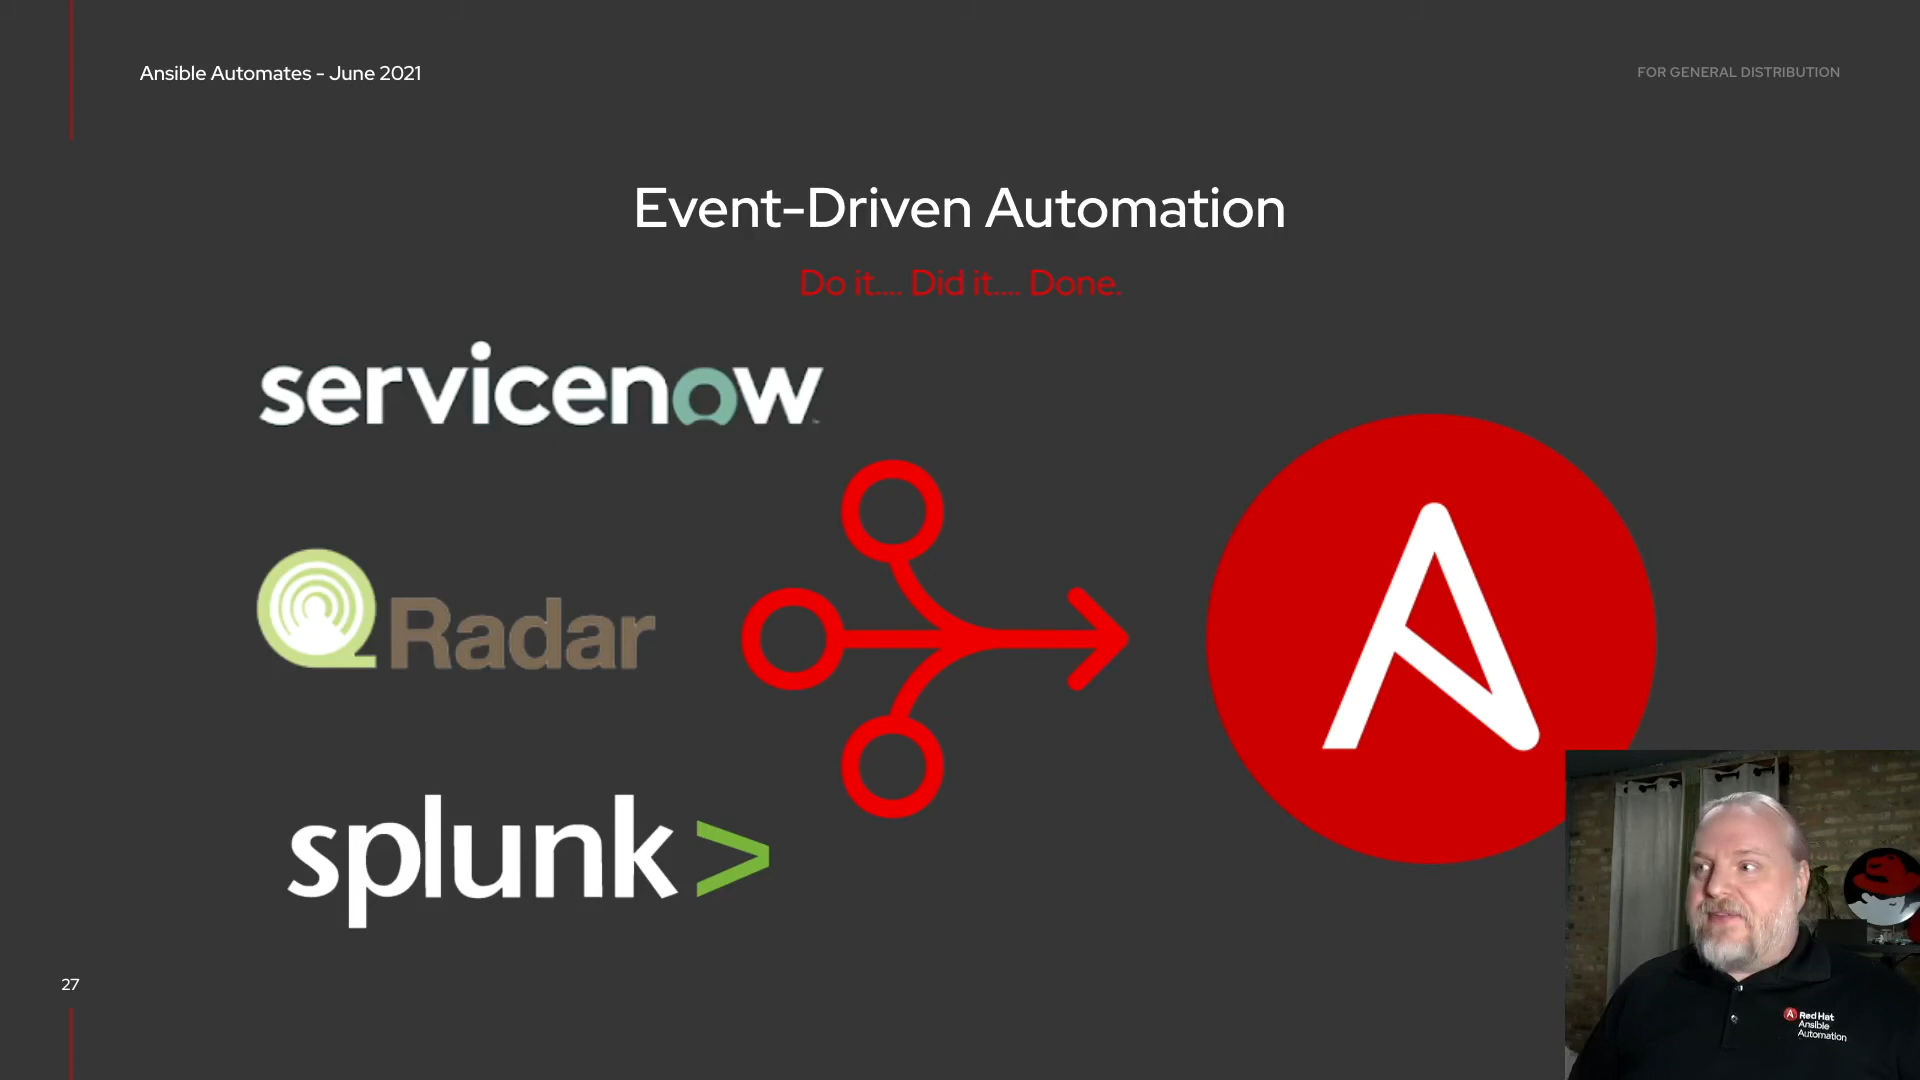 Ansible Automates - June 2021
FOR GENERAL DISTRIBUTION
Event-Driven Automation
Do it.... Did it.... Done.
servicenow
QRadar
splunk>
27
A Red Hat
Ansible
Automation